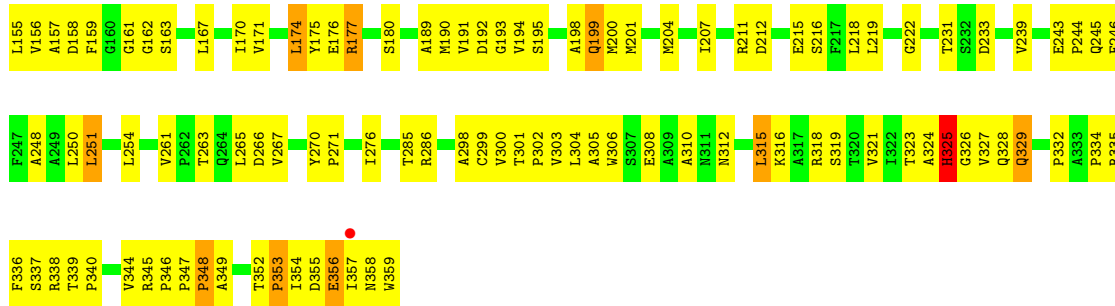 L155 V156 A157 D158 F159 G160 G161 G162 S163 L167 I170 V171 L174 Y175 E176 R177 S180 A189 M190 V191 D192 G193 V194 S195 A198 Q199 M200 M201 M204 I207 R211 D212 E215 S216 F217 L218 L219 G222 T231 S232 D233 V239 E243 P244 Q245
F247 A248 A249 L250 L251 L254 V261 P262 T263 Q264 L265 D266 V267 Y270 P271 I276 T285 R286 A298 C299 V300 T301 P302 V303 L304 A305 W306 S307 E308 A309 A310 N311 N312 L315 K316 A317 R318 S319 T320 V321 I322 T323 A324 H325 G326 V327 Q328 Q329 P332 A333 P334
F336 S337 R338 T339 P340 V344 R345 P346 P347 P348 A349 T352 P353 I354 D355 E356 I357 N358 W359